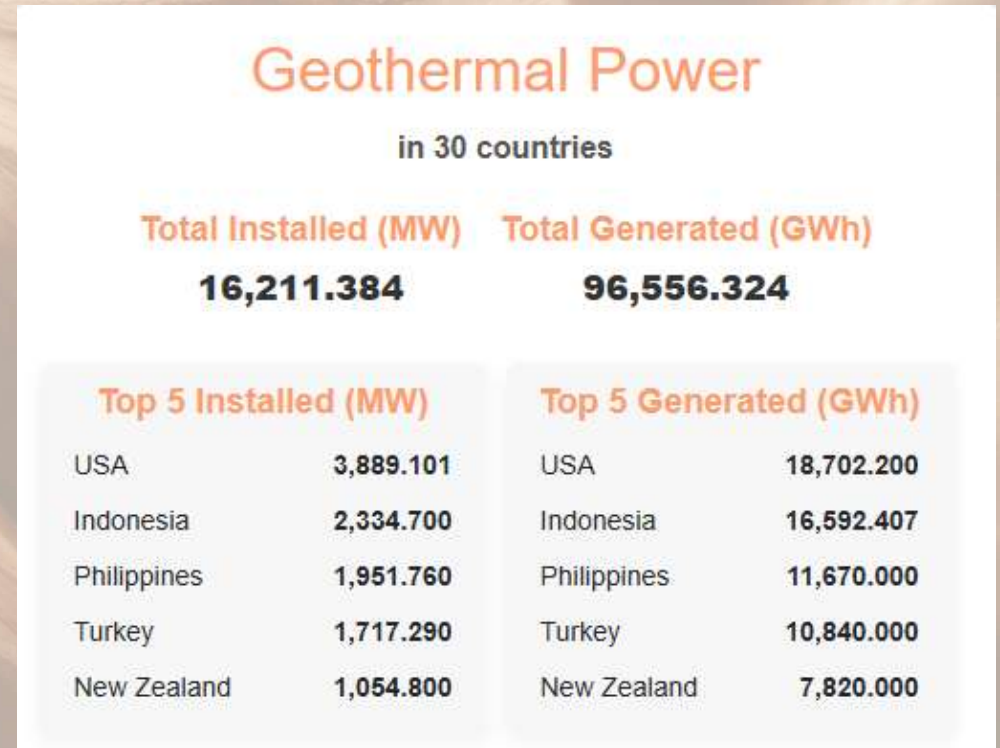 Geothermal Power
in 30 countries
Total Installed (MW) Total Generated (GWh)
16,211.384 96,556.324
Top 5 Installed (MW)
USA 3,889.101
Indonesia 2,334.700
Philippines 1,951.760
Turkey 1,717.290
New Zealand 1,054.800
Top 5 Generated (GWh)
USA 18,702.200
Indonesia 16,592.407
Philippines 11,670.000
Turkey 10,840.000
New Zealand 7,820.000